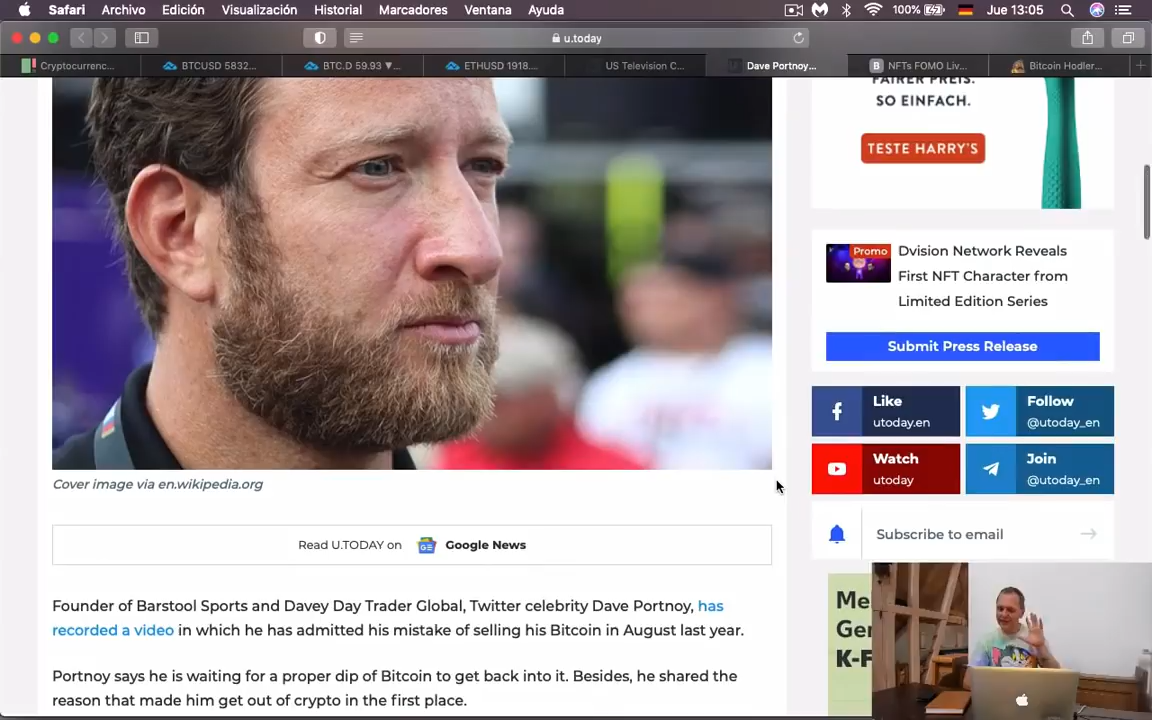 Safari Archivo Edición Visualización Historial Marcadores Ventana Ayuda 100% Jue 13:05
u.today
Cryptocurrenc... BTCUSD 5832... BTC.D 59.93 ▼... ETHUSD 1918.... US Television C... Dave Portnoy... B NFTs FOMO Liv... Bitcoin Hodler...
FAIRER PREIS.
SO EINFACH.
TESTE HARRY'S
Promo
Dvision Network Reveals
First NFT Character from
Limited Edition Series
Submit Press Release
Like
utoday.en
Follow
@utoday_en
Watch
utoday
Join
@utoday_en
Cover image via en.wikipedia.org
Subscribe to email
Read U.TODAY on Google News
Founder of Barstool Sports and Davey Day Trader Global, Twitter celebrity Dave Portnoy, has
recorded a video in which he has admitted his mistake of selling his Bitcoin in August last year.
Portnoy says he is waiting for a proper dip of Bitcoin to get back into it. Besides, he shared the
reason that made him get out of crypto in the first place.
Me
Ge
K-F